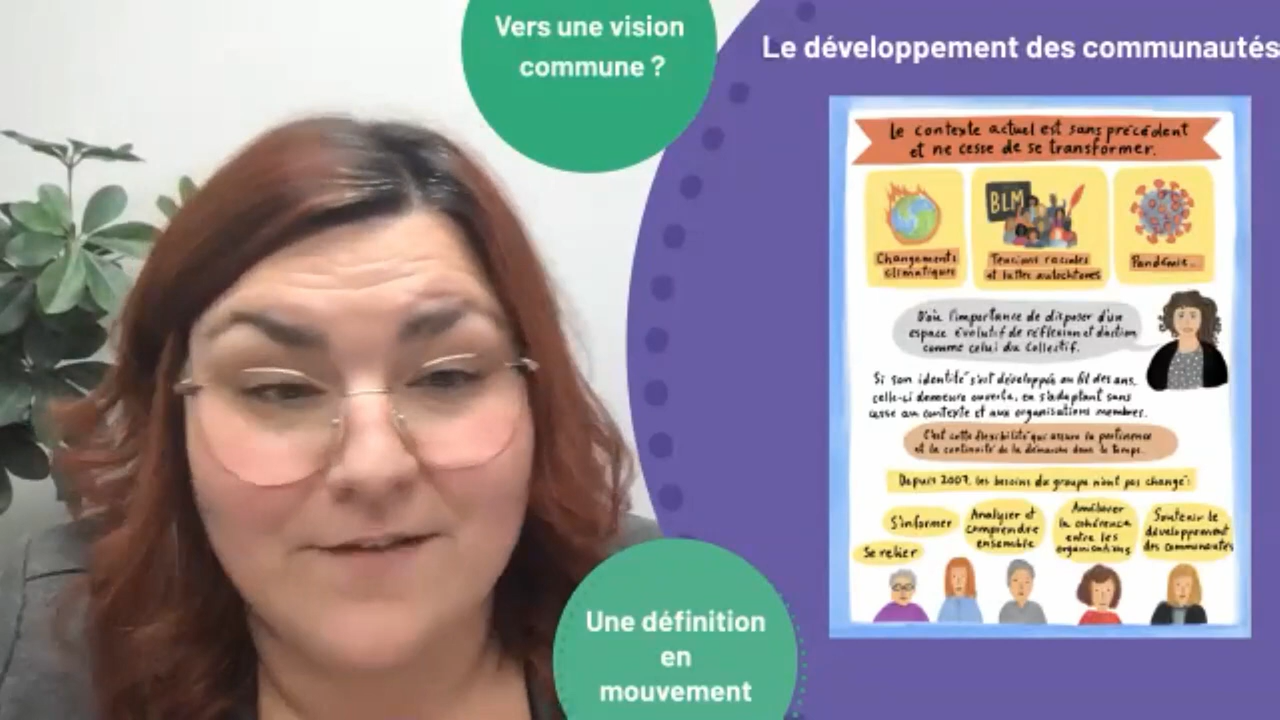 Vers une vision
commune ?
Le développement des communautés
Le contexte actuel est sans précédent
et ne cesse de se transformer.
BLM
Changements
climatiques
Tensions raciales
et luttes autochtones
Pandémie...
D'où l'importance de disposer d'un
espace évolutif de réflexion et d'action
comme celui du Collectif.
Si son identité s'est développée au fil des ans,
celle-ci demeure ouverte, en s'adaptant sans
cesse au contexte et aux organisations membres.
C'est cette flexibilité qui assure la pertinence
et la continuité de la démarche dans le temps.
Depuis 2007, les besoins du groupe n'ont pas changé:
Se relier
S'informer
Analyser et
comprendre
ensemble
Améliorer
la cohérence
entre les
organisations
Soutenir le
développement
des communautés
Une définition
en
mouvement